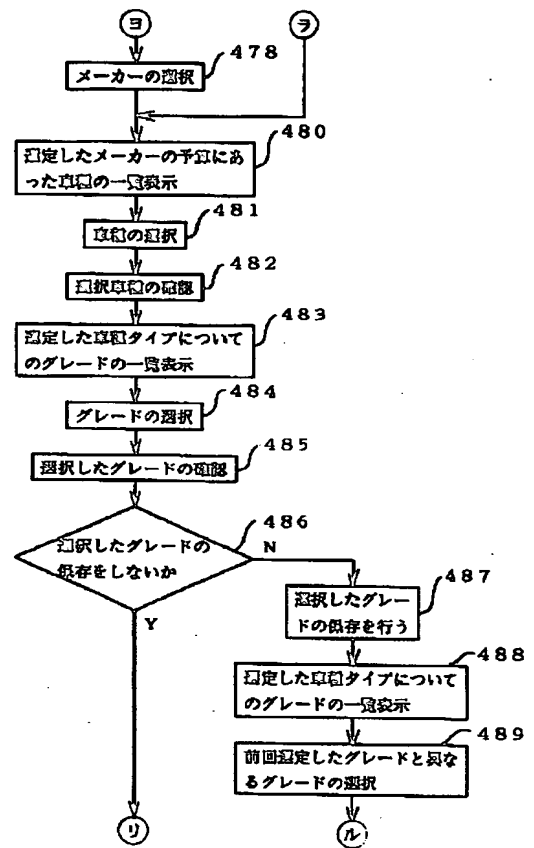 ヨ
ヲ
478
メーカーの選択
480
選定したメーカーの予算にあ
った車種の一覧表示
481
車種の選択
482
選択車種の確認
483
選定した車種タイプについて
のグレードの一覧表示
484
グレードの選択
485
選択したグレードの確認
486
選択したグレードの
保存をしないか
N
Y
487
選択したグレー
ドの保存を行う
488
選定した車種タイプについて
のグレードの一覧表示
489
前回選定したグレードと異な
るグレードの選択
リ
ル